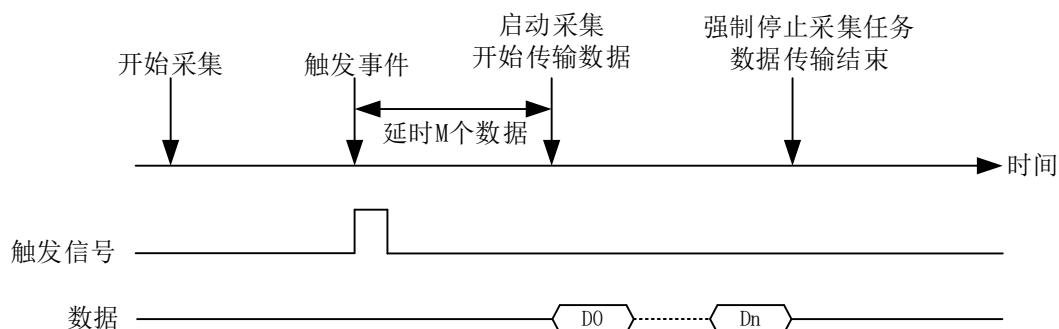 启动采集
开始传输数据
强制停止采集任务
数据传输结束
开始采集
触发事件
延时M个数据
时间
触发信号
数据
D0
Dn